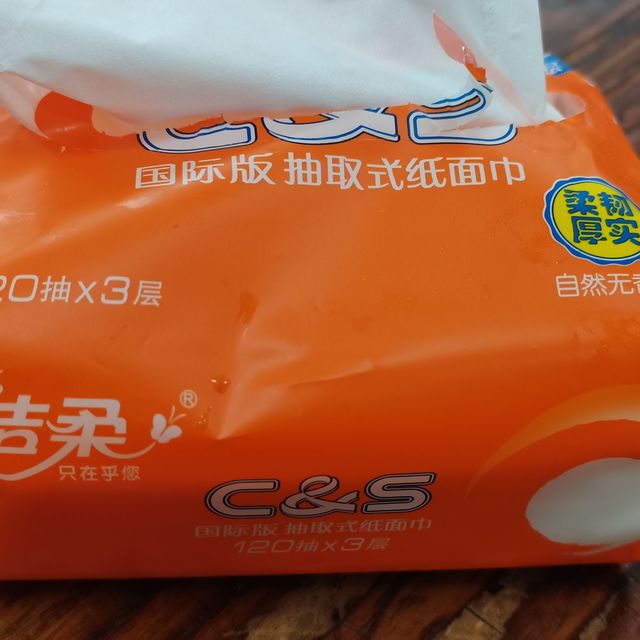 C&S
国际版 抽取式纸面巾
柔韧
厚实
20抽x3层
自然无香
洁柔®
只在乎您
C&S
国际版 抽取式纸面巾
120抽x3层